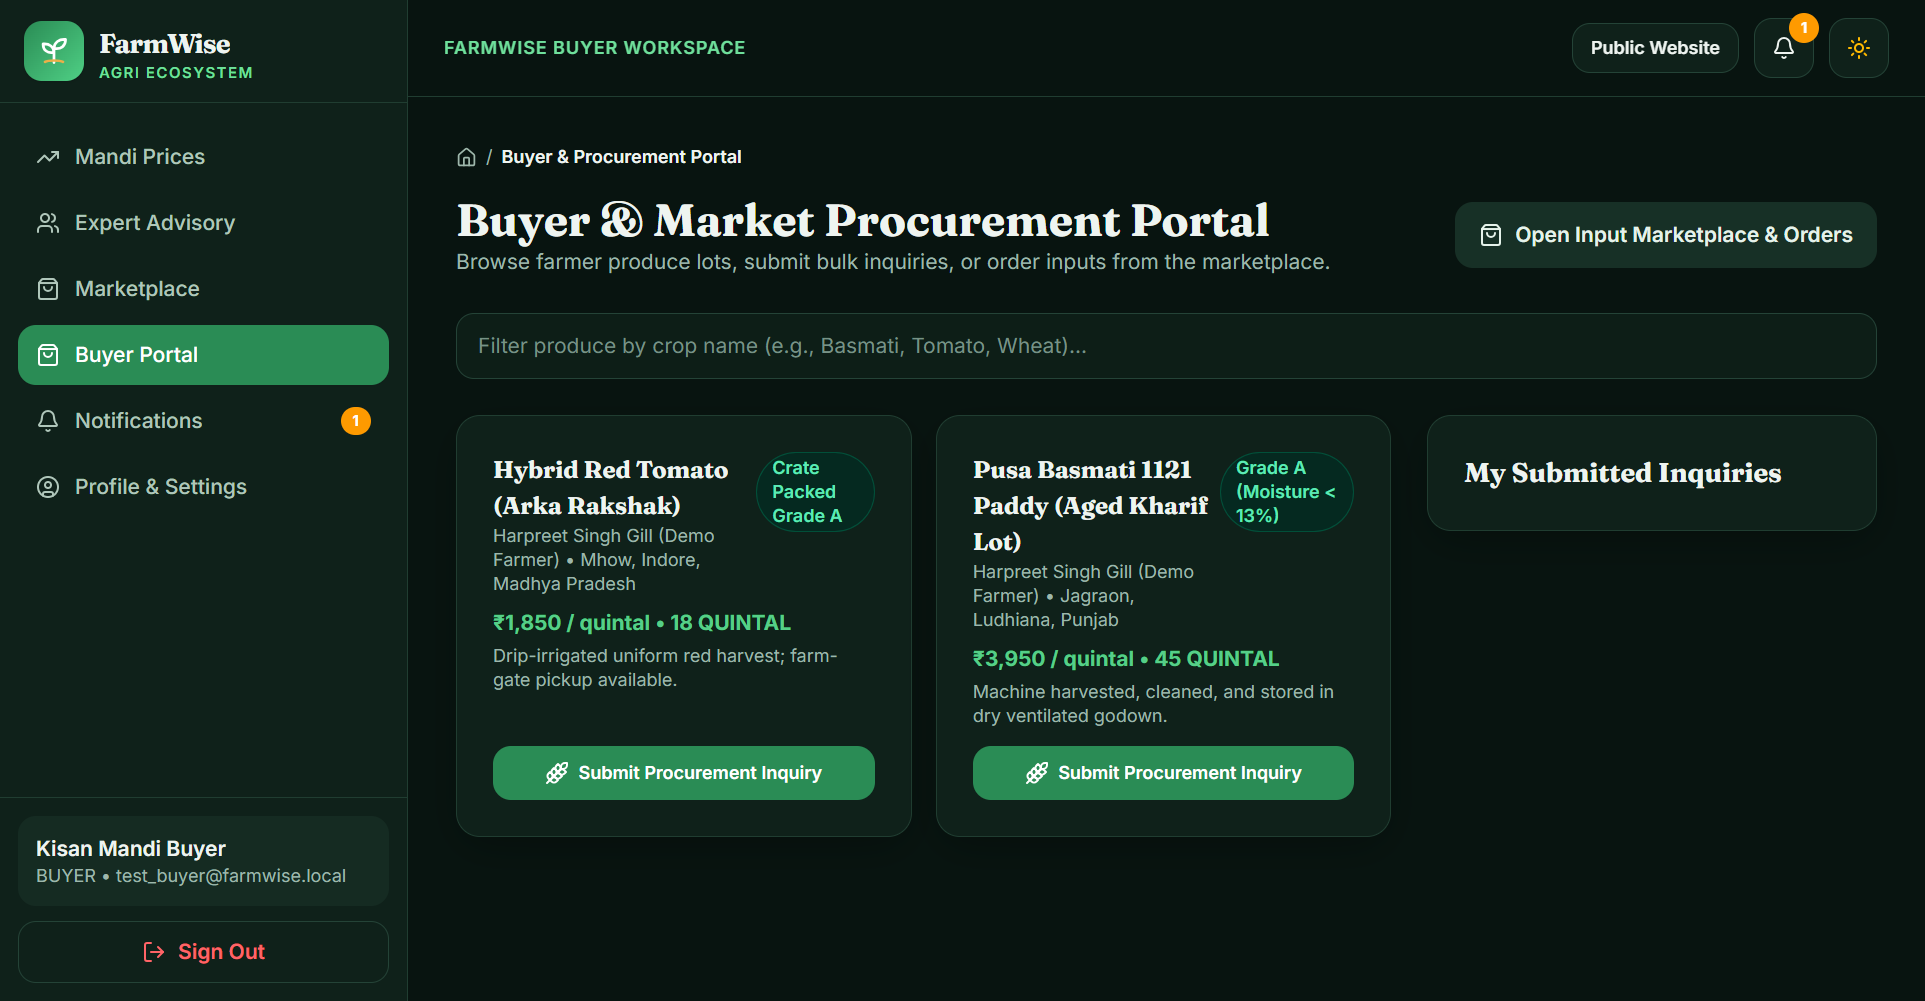 FarmWise
AGRI ECOSYSTEM
Mandi Prices
Expert Advisory
Marketplace
Buyer Portal
Notifications
1
Profile & Settings
Kisan Mandi Buyer
BUYER • test_buyer@farmwise.local
Sign Out
FARMWISE BUYER WORKSPACE
Public Website
1
/ Buyer & Procurement Portal
Buyer & Market Procurement Portal
Browse farmer produce lots, submit bulk inquiries, or order inputs from the marketplace.
Open Input Marketplace & Orders
Filter produce by crop name (e.g., Basmati, Tomato, Wheat)...
Hybrid Red Tomato
(Arka Rakshak)
Crate
Packed
Grade A
Harpreet Singh Gill (Demo
Farmer) • Mhow, Indore,
Madhya Pradesh
₹1,850 / quintal • 18 QUINTAL
Drip-irrigated uniform red harvest; farm-
gate pickup available.
Submit Procurement Inquiry
Pusa Basmati 1121
Paddy (Aged Kharif
Lot)
Grade A
(Moisture <
13%)
Harpreet Singh Gill (Demo
Farmer) • Jagraon,
Ludhiana, Punjab
₹3,950 / quintal • 45 QUINTAL
Machine harvested, cleaned, and stored in
dry ventilated godown.
Submit Procurement Inquiry
My Submitted Inquiries